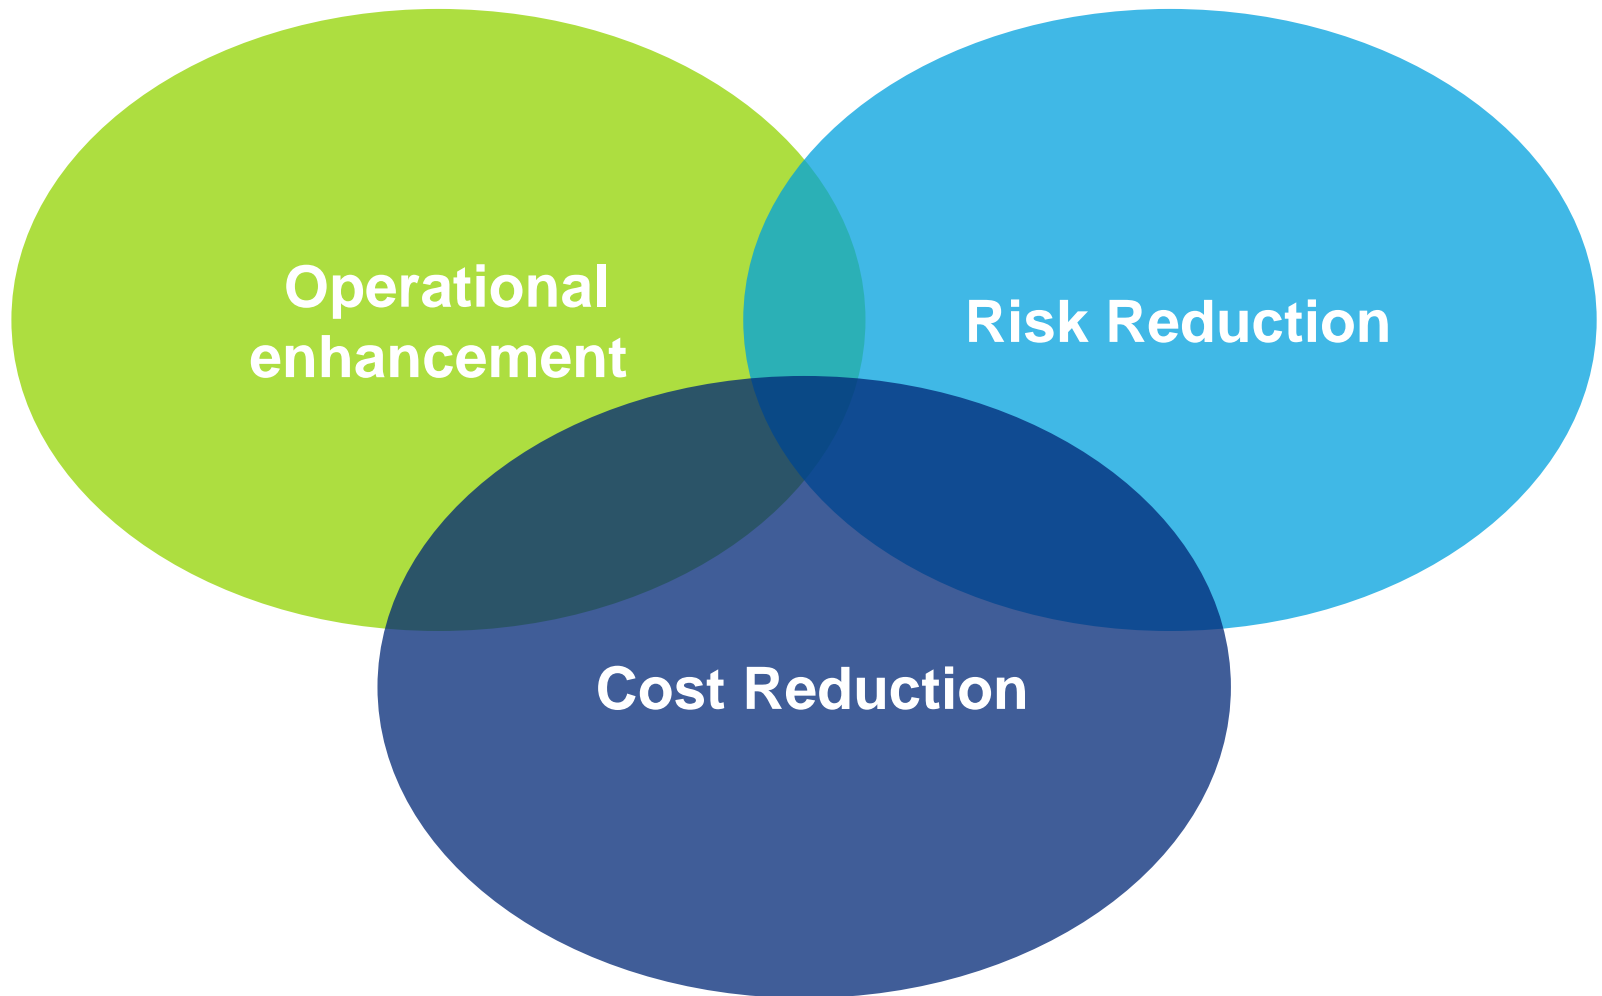 Operational
enhancement
Risk Reduction
Cost Reduction